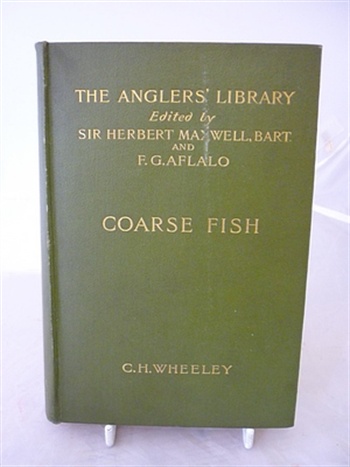 THE ANGLERS' LIBRARY
Edited by
SIR HERBERT MAXWELL, BART.
AND
F. G. AFLALO
COARSE FISH
C. H. WHEELEY